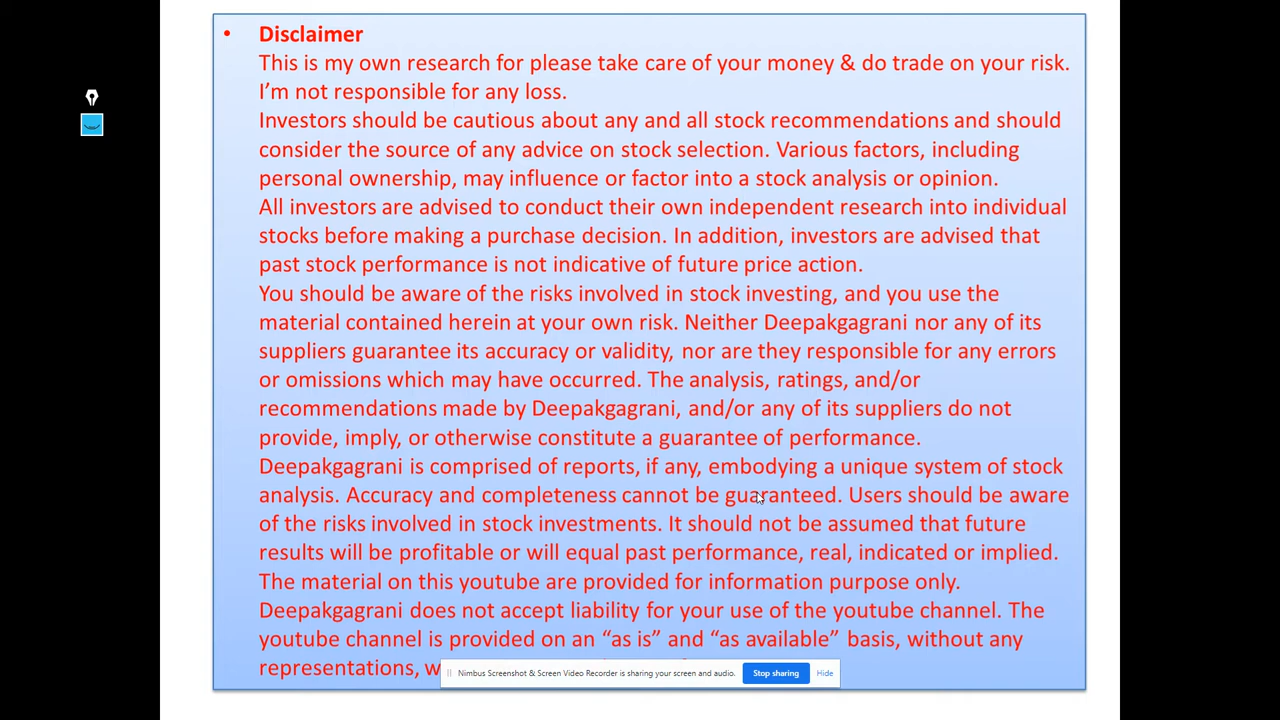 • Disclaimer
This is my own research for please take care of your money & do trade on your risk.
I’m not responsible for any loss.
Investors should be cautious about any and all stock recommendations and should
consider the source of any advice on stock selection. Various factors, including
personal ownership, may influence or factor into a stock analysis or opinion.
All investors are advised to conduct their own independent research into individual
stocks before making a purchase decision. In addition, investors are advised that
past stock performance is not indicative of future price action.
You should be aware of the risks involved in stock investing, and you use the
material contained herein at your own risk. Neither Deepakgagrani nor any of its
suppliers guarantee its accuracy or validity, nor are they responsible for any errors
or omissions which may have occurred. The analysis, ratings, and/or
recommendations made by Deepakgagrani, and/or any of its suppliers do not
provide, imply, or otherwise constitute a guarantee of performance.
Deepakgagrani is comprised of reports, if any, embodying a unique system of stock
analysis. Accuracy and completeness cannot be guaranteed. Users should be aware
of the risks involved in stock investments. It should not be assumed that future
results will be profitable or will equal past performance, real, indicated or implied.
The material on this youtube are provided for information purpose only.
Deepakgagrani does not accept liability for your use of the youtube channel. The
youtube channel is provided on an “as is” and “as available” basis, without any
representations,
Nimbus Screenshot & Screen Video Recorder is sharing your screen and audio. Stop sharing Hide